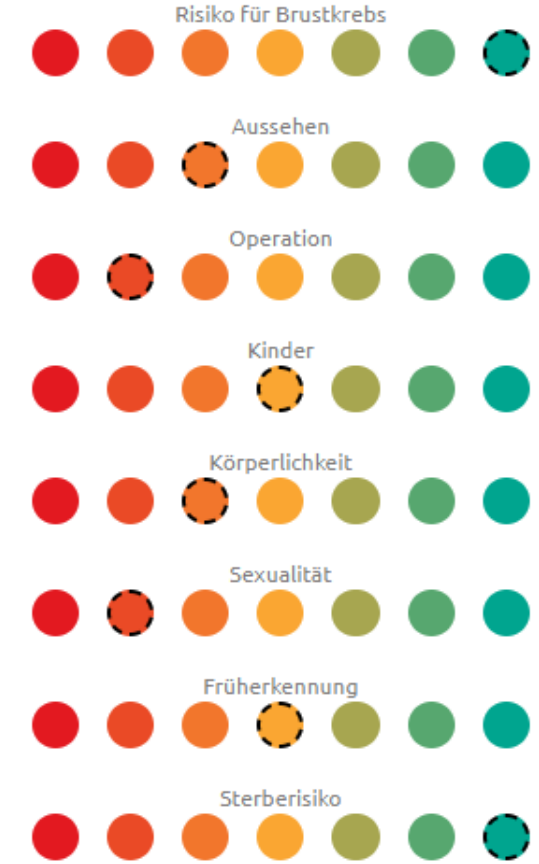 Risiko für Brustkrebs
Aussehen
Operation
Kinder
Körperlichkeit
Sexualität
Früherkennung
Sterberisiko